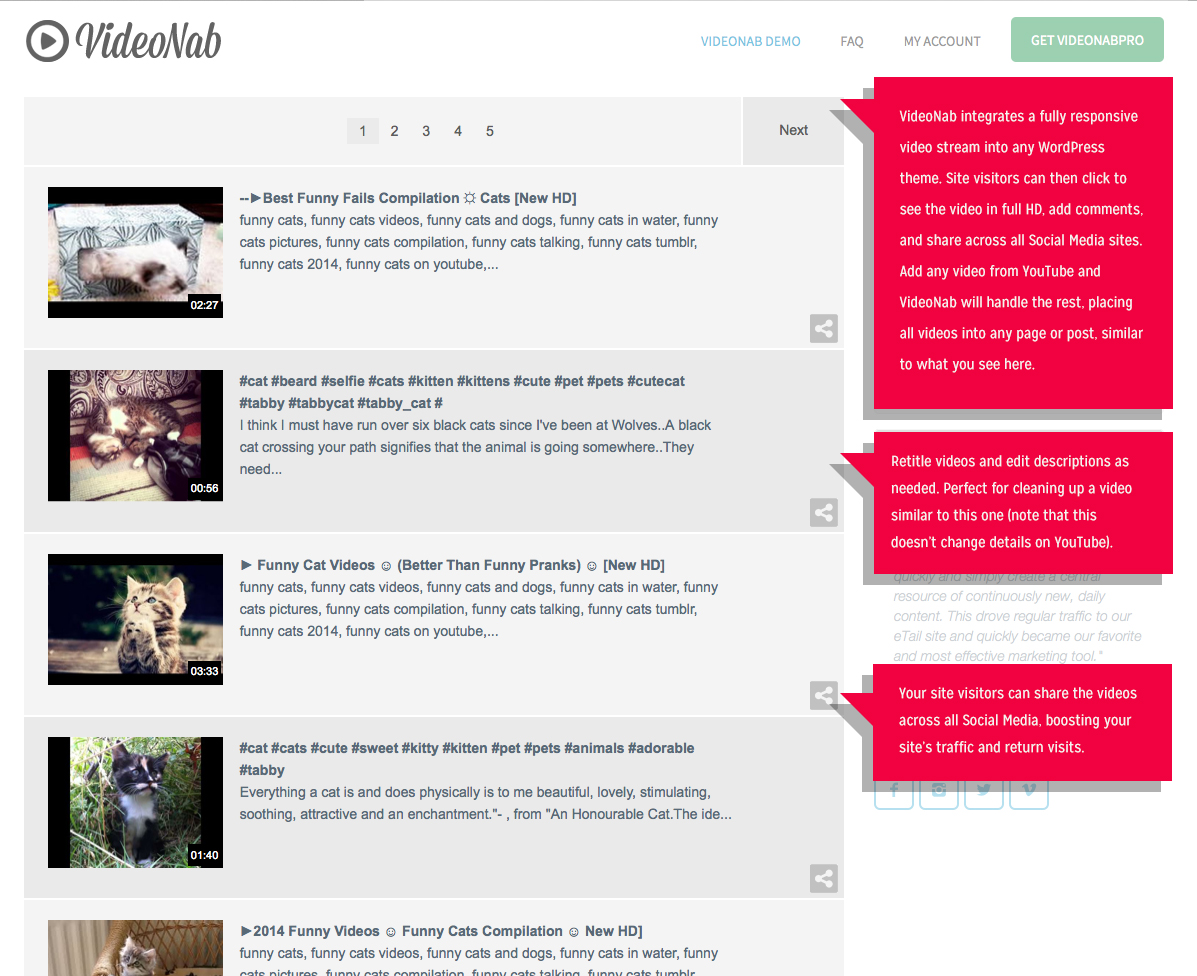 VideoNab
VIDEONAB DEMO
FAQ
MY ACCOUNT
GET VIDEONABPRO
1 2 3 4 5
Next
--►Best Funny Fails Compilation ☼ Cats [New HD]
funny cats, funny cats videos, funny cats and dogs, funny cats in water, funny
cats pictures, funny cats compilation, funny cats talking, funny cats tumblr,
funny cats 2014, funny cats on youtube,...
02:27
#cat #beard #selfie #cats #kitten #kittens #cute #pet #pets #cutecat
#tabby #tabbycat #tabby_cat #
I think I must have run over six black cats since I've been at Wolves..A black
cat crossing your path signifies that the animal is going somewhere..They
need...
00:56
► Funny Cat Videos ☺ (Better Than Funny Pranks) ☺ [New HD]
funny cats, funny cats videos, funny cats and dogs, funny cats in water, funny
cats pictures, funny cats compilation, funny cats talking, funny cats tumblr,
funny cats 2014, funny cats on youtube,...
03:33
#cat #cats #cute #sweet #kitty #kitten #pet #pets #animals #adorable
#tabby
Everything a cat is and does physically is to me beautiful, lovely, stimulating,
soothing, attractive and an enchantment."- , from "An Honourable Cat.The ide...
01:40
►2014 Funny Videos ☺ Funny Cats Compilation ☺ New HD]
funny cats, funny cats videos, funny cats and dogs, funny cats in water, funny
cats pictures, funny cats compilation, funny cats talking, funny cats tumblr,
VideoNab integrates a fully responsive
video stream into any WordPress
theme. Site visitors can then click to
see the video in full HD, add comments,
and share across all Social Media sites.
Add any video from YouTube and
VideoNab will handle the rest, placing
all videos into any page or post, similar
to what you see here.
Retitle videos and edit descriptions as
needed. Perfect for cleaning up a video
similar to this one (note that this
doesn't change details on YouTube).
quickly and simply create a central
resource of continuously new, daily
content. This drove regular traffic to our
eTail site and quickly became our favorite
and most effective marketing tool."
Your site visitors can share the videos
across all Social Media, boosting your
site's traffic and return visits.